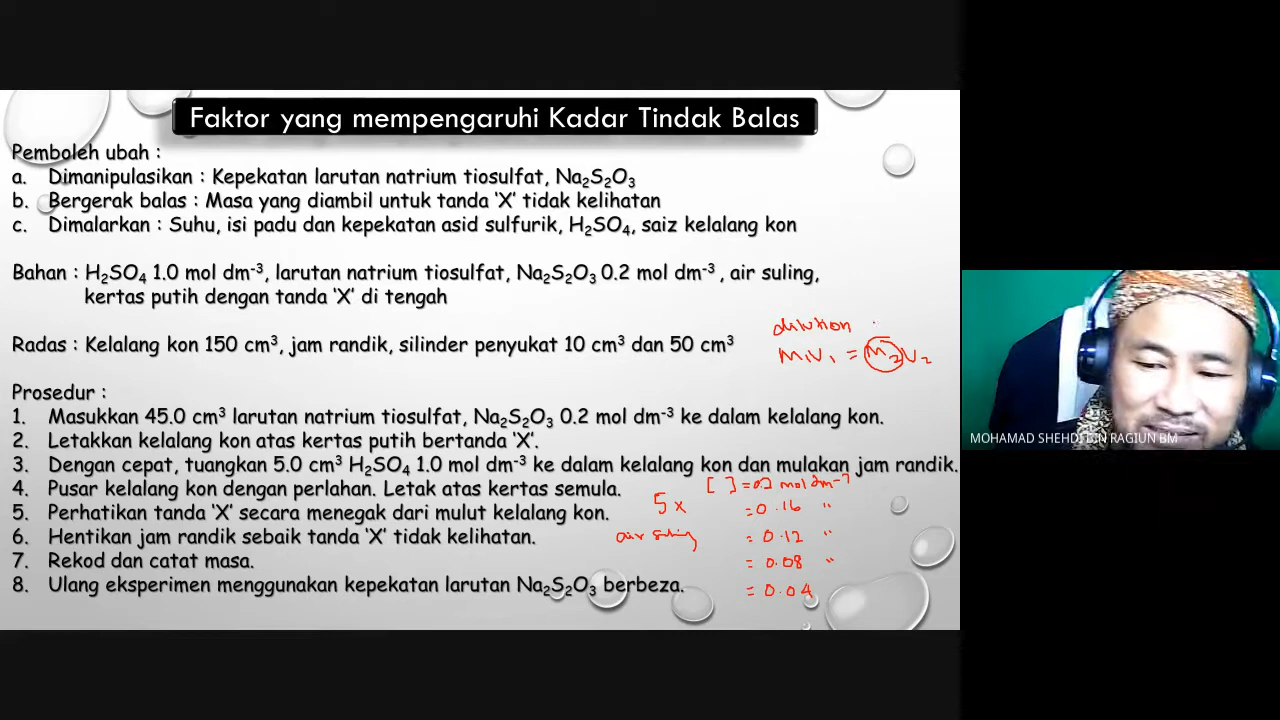 Faktor yang mempengaruhi Kadar Tindak Balas
Pemboleh ubah :
a. Dimanipulasikan : Kepekatan larutan natrium tiosulfat, Na₂S₂O₃
b. Bergerak balas : Masa yang diambil untuk tanda ‘X’ tidak kelihatan
c. Dimalarkan : Suhu, isi padu dan kepekatan asid sulfurik, H₂SO₄, saiz kelalang kon
Bahan : H₂SO₄ 1.0 mol dm⁻³, larutan natrium tiosulfat, Na₂S₂O₃ 0.2 mol dm⁻³ , air suling,
kertas putih dengan tanda ‘X’ di tengah
dilution
Radas : Kelalang kon 150 cm³, jam randik, silinder penyukat 10 cm³ dan 50 cm³
M₁V₁ = M₂V₂
Prosedur :
1. Masukkan 45.0 cm³ larutan natrium tiosulfat, Na₂S₂O₃ 0.2 mol dm⁻³ ke dalam kelalang kon.
2. Letakkan kelalang kon atas kertas putih bertanda ‘X’.
3. Dengan cepat, tuangkan 5.0 cm³ H₂SO₄ 1.0 mol dm⁻³ ke dalam kelalang kon dan mulakan jam randik.
4. Pusar kelalang kon dengan perlahan. Letak atas kertas semula.
[ ] = 0.2 mol dm⁻³
5. Perhatikan tanda ‘X’ secara menegak dari mulut kelalang kon.
5x
= 0.16 "
6. Hentikan jam randik sebaik tanda ‘X’ tidak kelihatan.
air suling
= 0.12 "
7. Rekod dan catat masa.
= 0.08 "
8. Ulang eksperimen menggunakan kepekatan larutan Na₂S₂O₃ berbeza.
= 0.04
MOHAMAD SHEHDI BIN RAGIUN BM